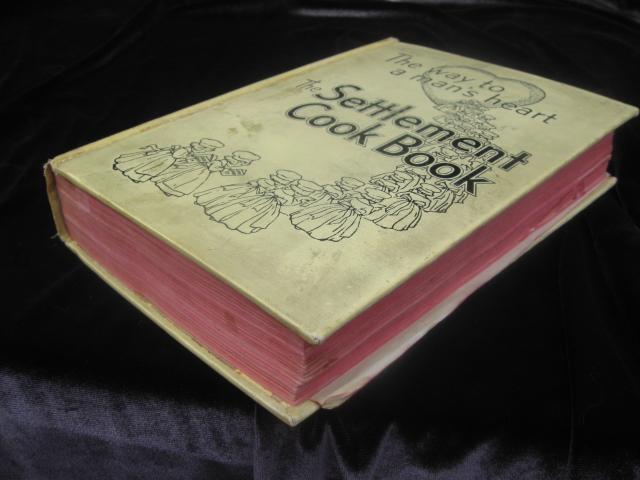 The way to
a man's heart
The Settlement
Cook Book